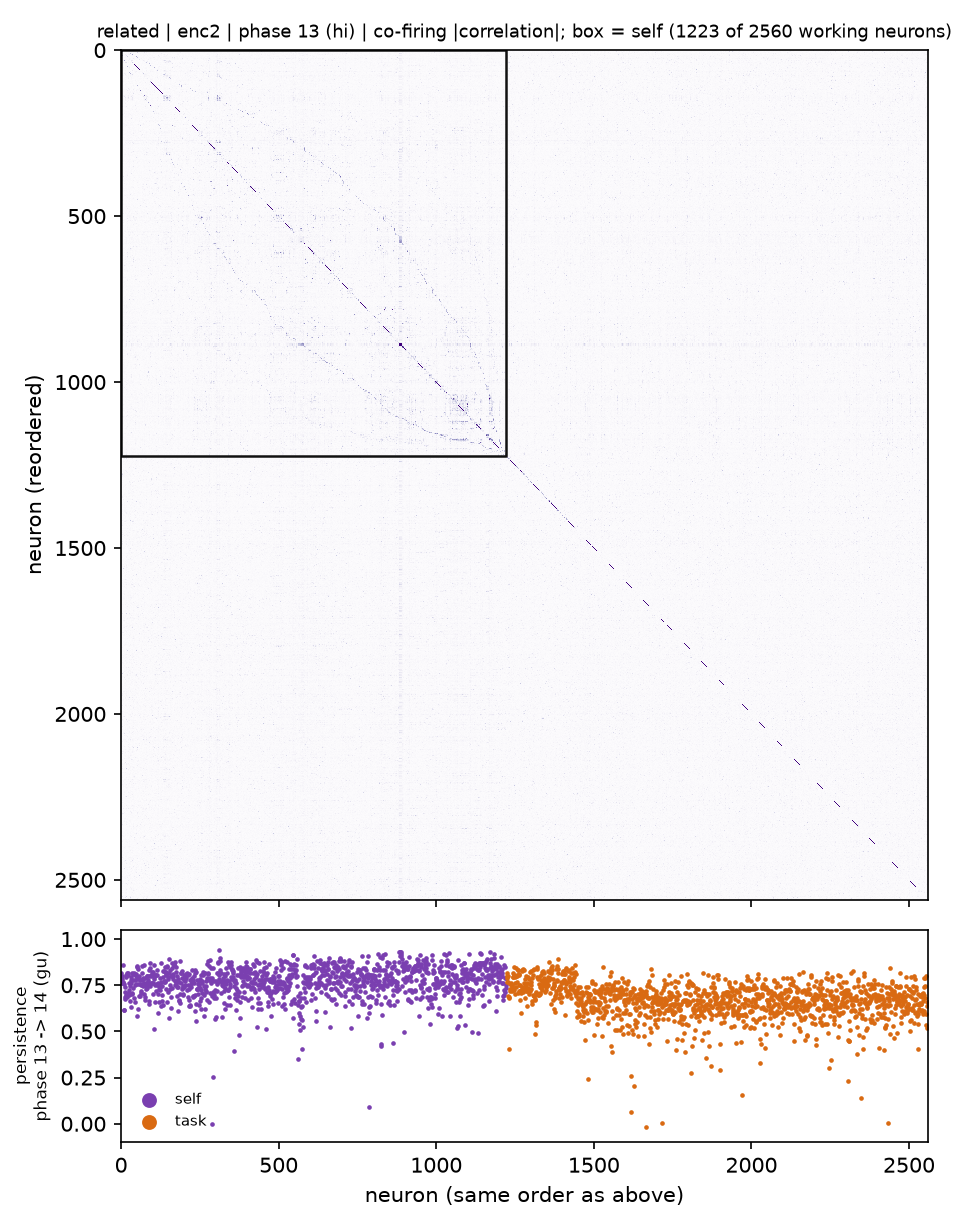 related | enc2 | phase 13 (hi) | co-firing |correlation|; box = self (1223 of 2560 working neurons)
0
500
1000
1500
2000
2500
neuron (reordered)
1.00
0.75
0.50
0.25
0.00
persistence
phase 13 -> 14 (gu)
self
task
0
500
1000
1500
2000
2500
neuron (same order as above)